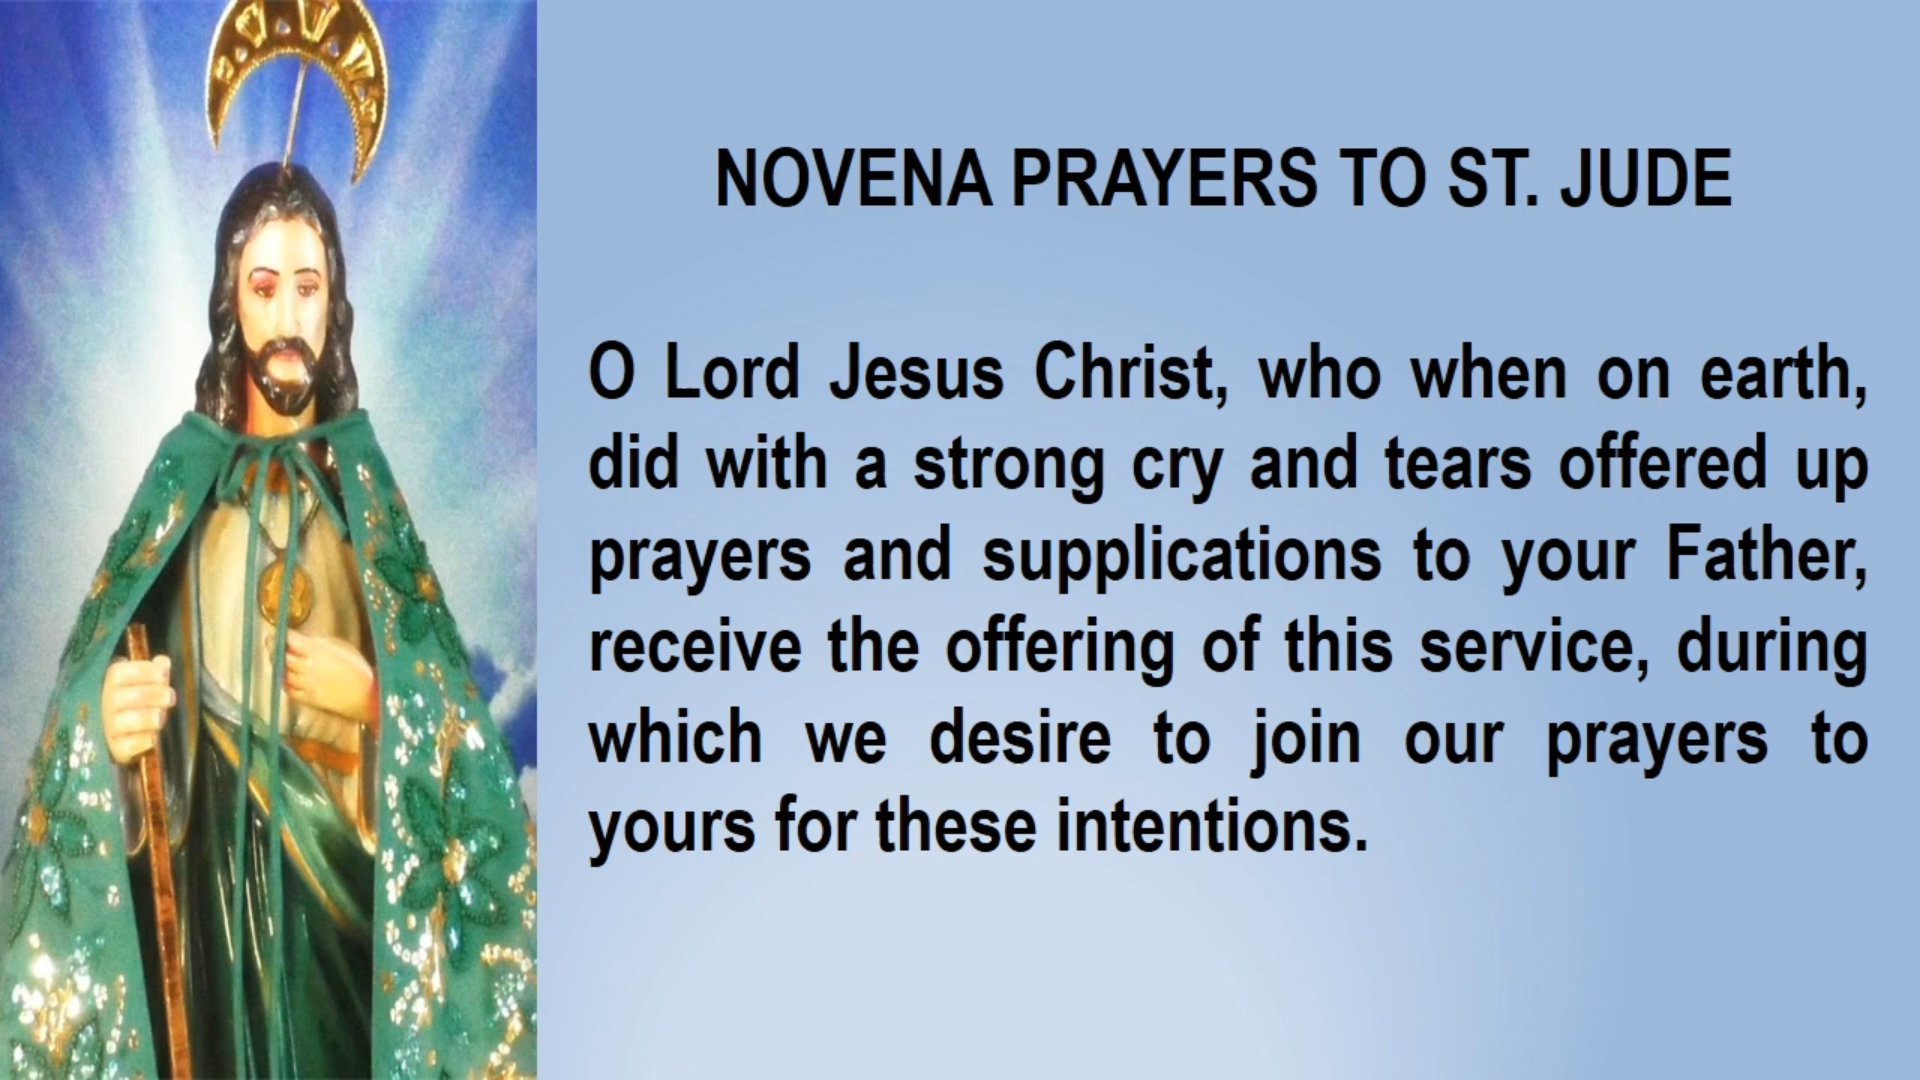 NOVENA PRAYERS TO ST. JUDE
O Lord Jesus Christ, who when on earth,
did with a strong cry and tears offered up
prayers and supplications to your Father,
receive the offering of this service, during
which we desire to join our prayers to
yours for these intentions.